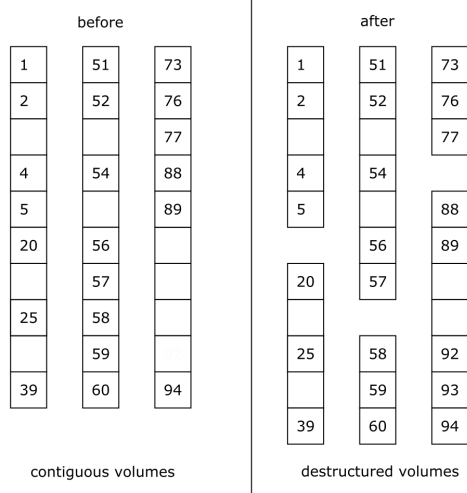 before
1 51 73
2 52 76
77
4 54 88
5 89
20 56
57
25 58
59
39 60 94
contiguous volumes
after
1 51 73
2 52 76
77
4 54
5 88
56 89
20 57
25 58 92
59 93
39 60 94
destructured volumes